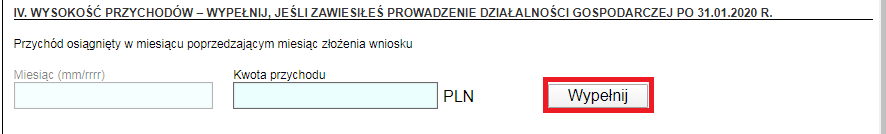 IV. WYSOKOŚĆ PRZYCHODÓW – WYPEŁNIJ, JEŚLI ZAWIESIŁEŚ PROWADZENIE DZIAŁALNOŚCI GOSPODARCZEJ PO 31.01.2020 R.
Przychód osiągnięty w miesiącu poprzedzającym miesiąc złożenia wniosku
Miesiąc (mm/rrrr) Kwota przychodu
PLN Wypełnij